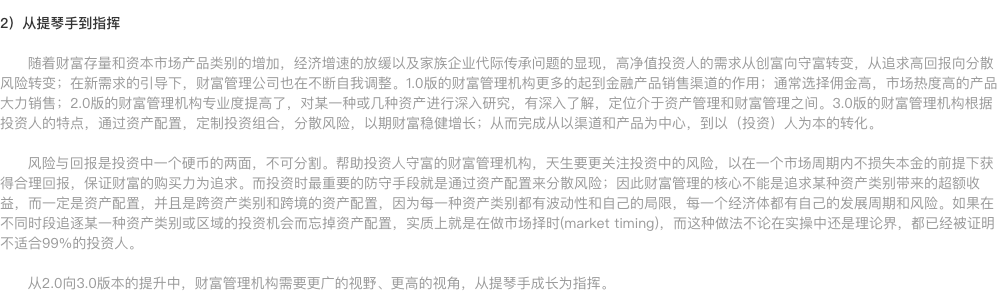 2）从提琴手到指挥
随着财富存量和资本市场产品类别的增加，经济增速的放缓以及家族企业代际传承问题的显现，高净值投资人的需求从创富向守富转变，从追求高回报向分散
风险转变；在新需求的引导下，财富管理公司也在不断自我调整。1.0版的财富管理机构更多的起到金融产品销售渠道的作用；通常选择佣金高，市场热度高的产品
大力销售；2.0版的财富管理机构专业度提高了，对某一种或几种资产进行深入研究，有深入了解，定位介于资产管理和财富管理之间。3.0版的财富管理机构根据
投资人的特点，通过资产配置，定制投资组合，分散风险，以期财富稳健增长；从而完成从以渠道和产品为中心，到以（投资）人为本的转化。
风险与回报是投资中一个硬币的两面，不可分割。帮助投资人守富的财富管理机构，天生要更关注投资中的风险，以在一个市场周期内不损失本金的前提下获
得合理回报，保证财富的购买力为追求。而投资时最重要的防守手段就是通过资产配置来分散风险；因此财富管理的核心不能是追求某种资产类别带来的超额收
益，而一定是资产配置，并且是跨资产类别和跨境的资产配置，因为每一种资产类别都有波动性和自己的局限，每一个经济体都有自己的发展周期和风险。如果在
不同时段追逐某一种资产类别或区域的投资机会而忘掉资产配置，实质上就是在做市场择时(market timing)，而这种做法不论在实操中还是理论界，都已经被证明
不适合99%的投资人。
从2.0向3.0版本的提升中，财富管理机构需要更广的视野、更高的视角，从提琴手成长为指挥。